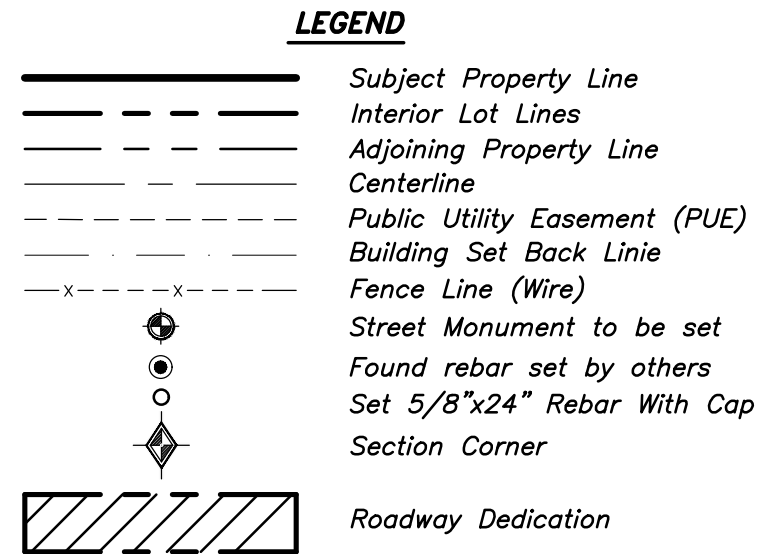 LEGEND
Subject Property Line
Interior Lot Lines
Adjoining Property Line
Centerline
Public Utility Easement (PUE)
Building Set Back Linie
x x Fence Line (Wire)
Street Monument to be set
Found rebar set by others
Set 5/8"x24" Rebar With Cap
Section Corner
Roadway Dedication